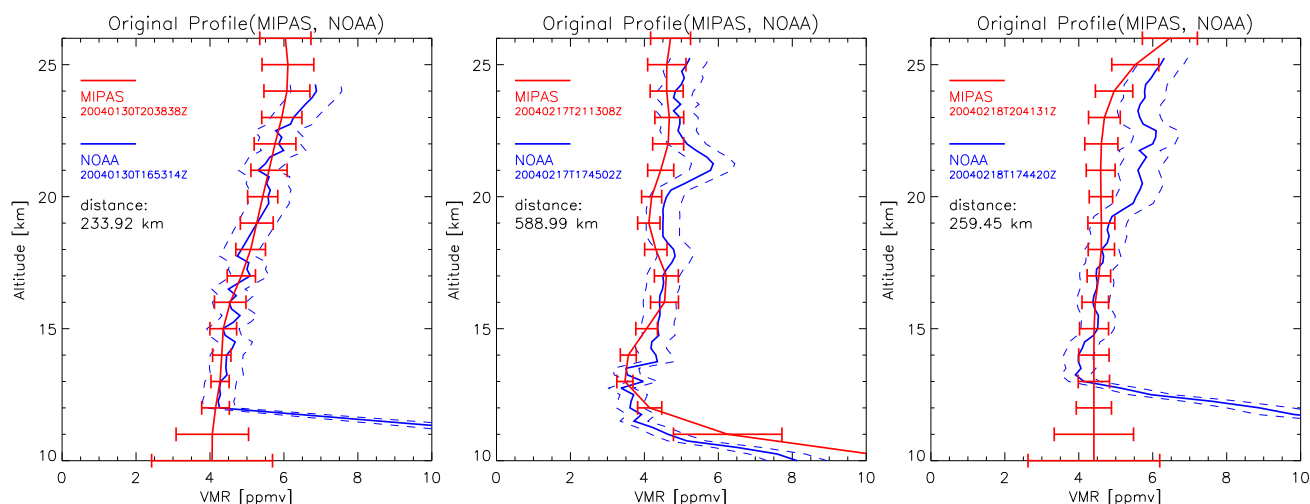 Original Profile(MIPAS, NOAA)
25
20
15
10
Altitude [km]
MIPAS
20040130T203838Z
NOAA
20040130T165314Z
distance:
233.92 km
0 2 4 6 8 10
VMR [ppmv]
Original Profile(MIPAS, NOAA)
25
20
15
10
Altitude [km]
MIPAS
20040217T211308Z
NOAA
20040217T174502Z
distance:
588.99 km
0 2 4 6 8 10
VMR [ppmv]
Original Profile(MIPAS, NOAA)
25
20
15
10
Altitude [km]
MIPAS
20040218T204131Z
NOAA
20040218T174420Z
distance:
259.45 km
0 2 4 6 8 10
VMR [ppmv]